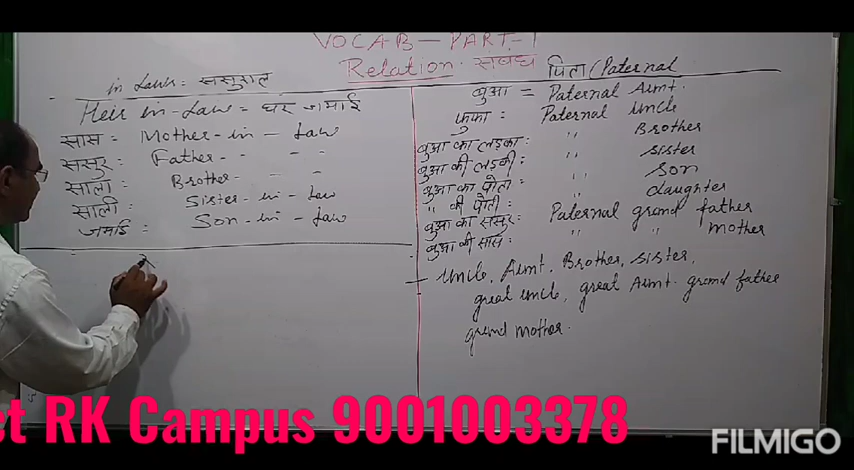 VOCAB - PART-1
Relation. संबंध पिता (Paternal
in Laws: ससुराल
Heir in-Law = घर जमाई
सास: Mother-in-Law
ससुर: Father- " "
साला: Brother- " "
साली: Sister-in-Law
जमाई: Son-in-Law
बुआ = Paternal Aunt.
फुफा: Paternal Uncle
बुआ का लड़का: " Brother
बुआ की लड़की: " Sister
बुआ का पोता: " Son
" की पोती: " daughter
बुआ का ससुर: Paternal grand father
बुआ की सास: " " mother
- Uncle, Aunt. Brother, Sister,
great uncle, great Aunt. grand father
grand mother.
ct RK Campus 9001003378
FILMIGO